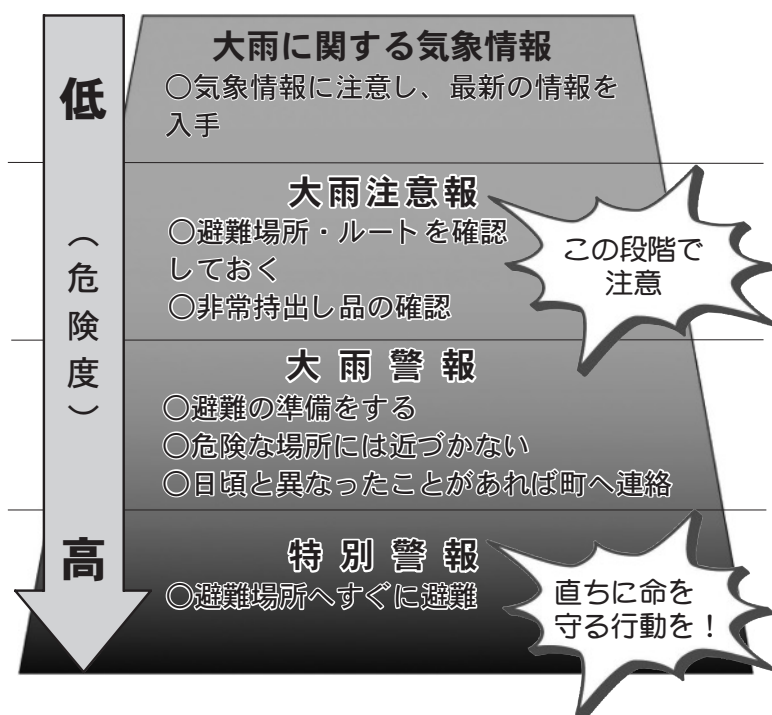 低
（危険度）
高
大雨に関する気象情報
○気象情報に注意し、最新の情報を
入手
大雨注意報
○避難場所・ルートを確認
しておく
○非常持出し品の確認
この段階で
注意
大雨警報
○避難の準備をする
○危険な場所には近づかない
○日頃と異なったことがあれば町へ連絡
特別警報
○避難場所へすぐに避難
直ちに命を
守る行動を！